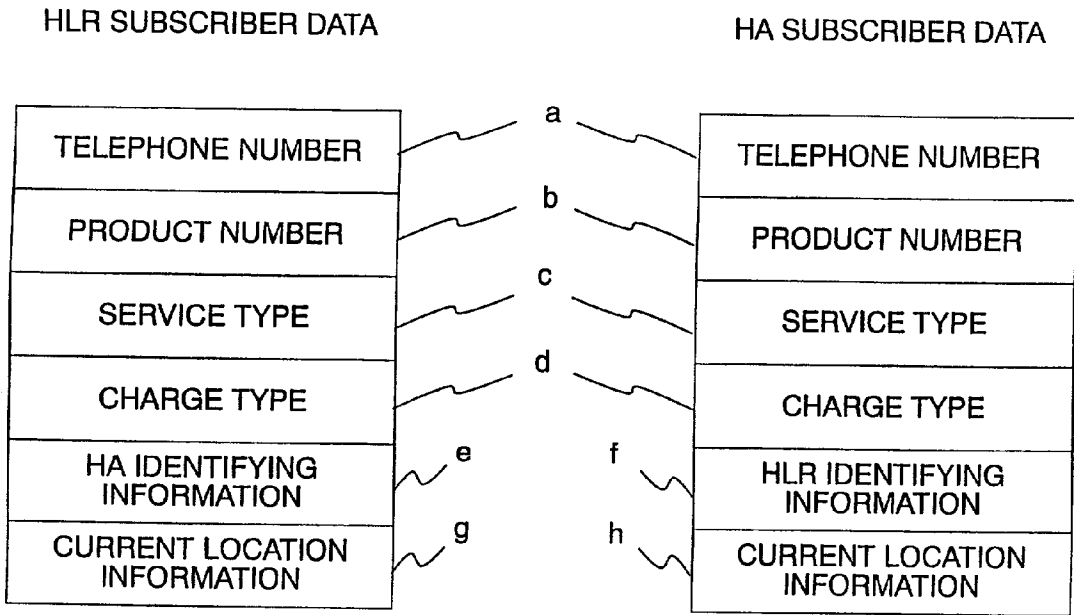 HLR SUBSCRIBER DATA
HA SUBSCRIBER DATA
TELEPHONE NUMBER
a
TELEPHONE NUMBER
PRODUCT NUMBER
b
PRODUCT NUMBER
SERVICE TYPE
c
SERVICE TYPE
CHARGE TYPE
d
CHARGE TYPE
HA IDENTIFYING
INFORMATION
e
f
HLR IDENTIFYING
INFORMATION
CURRENT LOCATION
INFORMATION
g
h
CURRENT LOCATION
INFORMATION